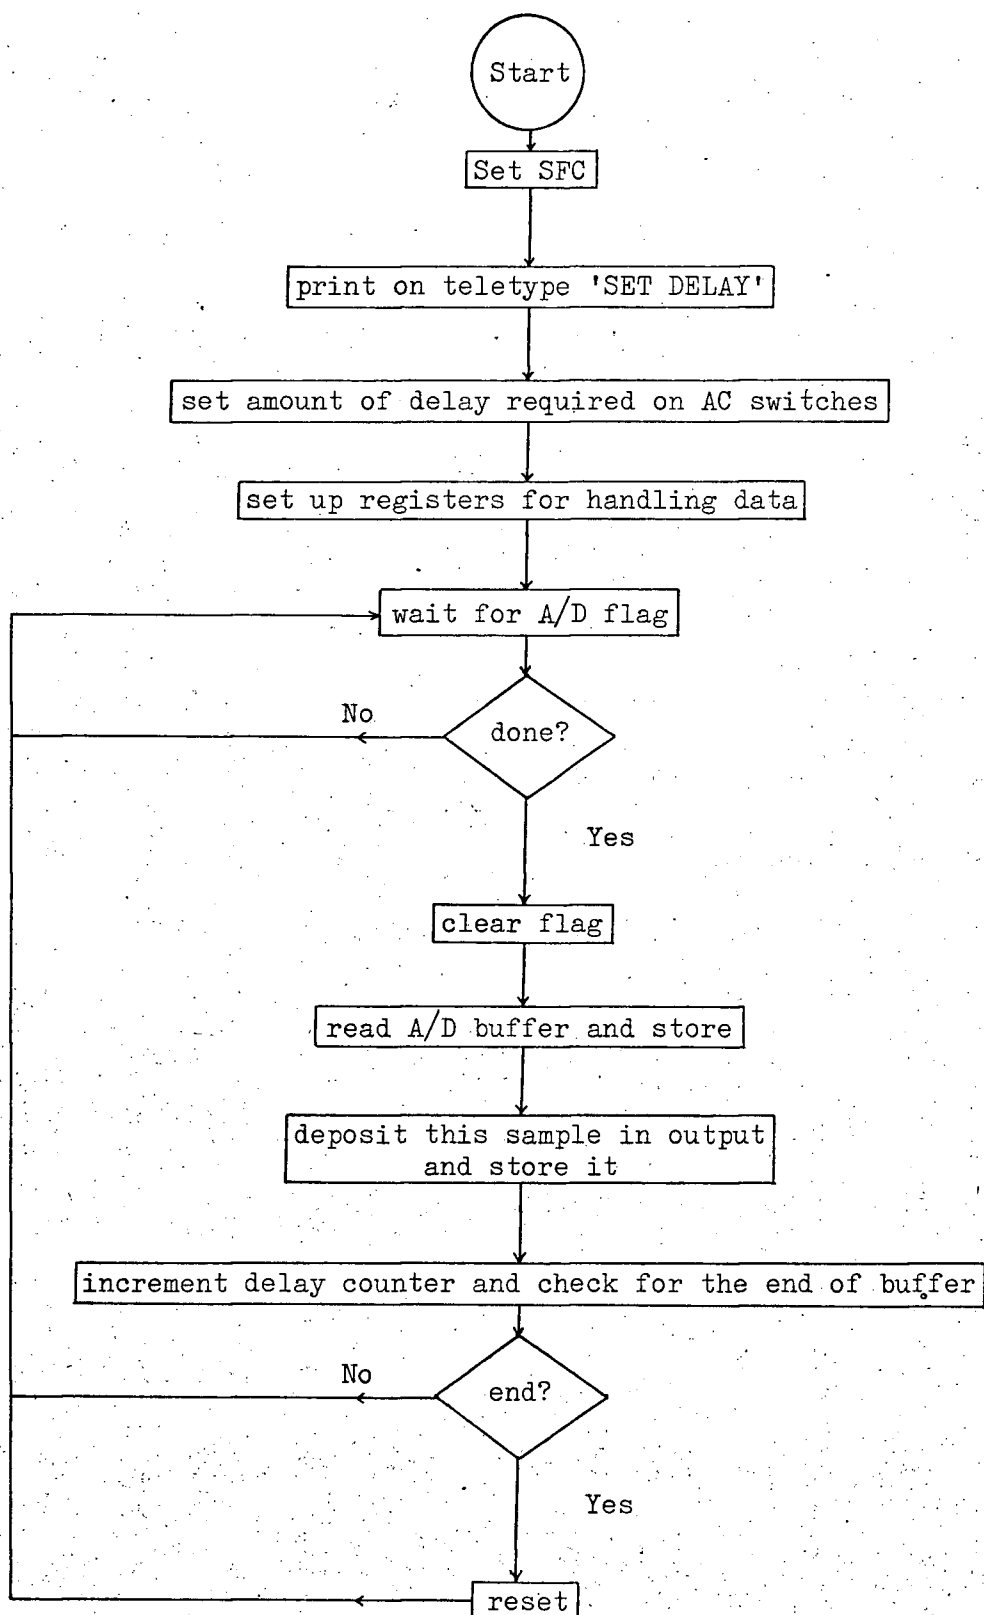 Start
Set SFC
print on teletype 'SET DELAY'
set amount of delay required on AC switches
set up registers for handling data
wait for A/D flag
No
done?
Yes
clear flag
read A/D buffer and store
deposit this sample in output
and store it
increment delay counter and check for the end of buffer
No
end?
Yes
reset